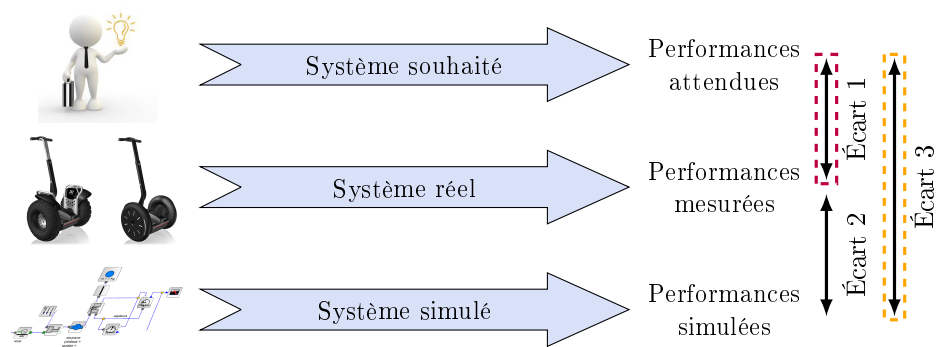 Système souhaité
Performances
attendues
Écart 1
Système réel
Performances
mesurées
Écart 3
Écart 2
Système simulé
Performances
simulées